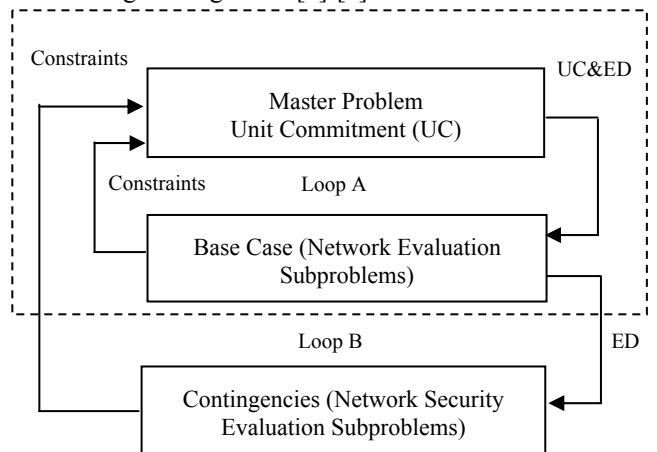 Constraints
UC&ED
Master Problem
Unit Commitment (UC)
Constraints
Loop A
Base Case (Network Evaluation
Subproblems)
Loop B
ED
Contingencies (Network Security
Evaluation Subproblems)